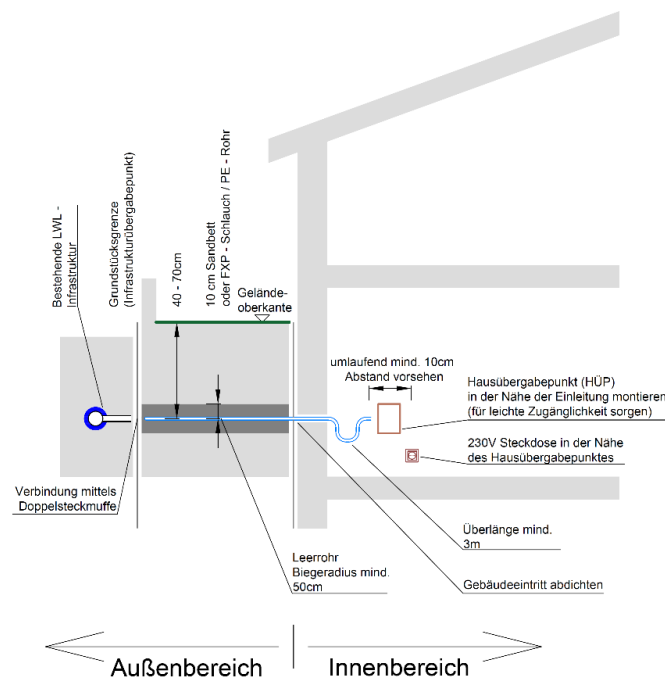 Bestehende LWL -
Infrastruktur
Grundstücksgrenze
(Infrastrukturübergabepunkt)
40 - 70cm
10 cm Sandbett
oder FXP - Schlauch / PE - Rohr
Gelände-
oberkante
umlaufend mind. 10cm
Abstand vorsehen
Hausübergabepunkt (HÜP)
in der Nähe der Einleitung montieren
(für leichte Zugänglichkeit sorgen)
230V Steckdose in der Nähe
des Hausübergabepunktes
Verbindung mittels
Doppelsteckmuffe
Überlänge mind.
3m
Leerrohr
Biegeradius mind.
50cm
Gebäudeeintritt abdichten
Außenbereich
Innenbereich